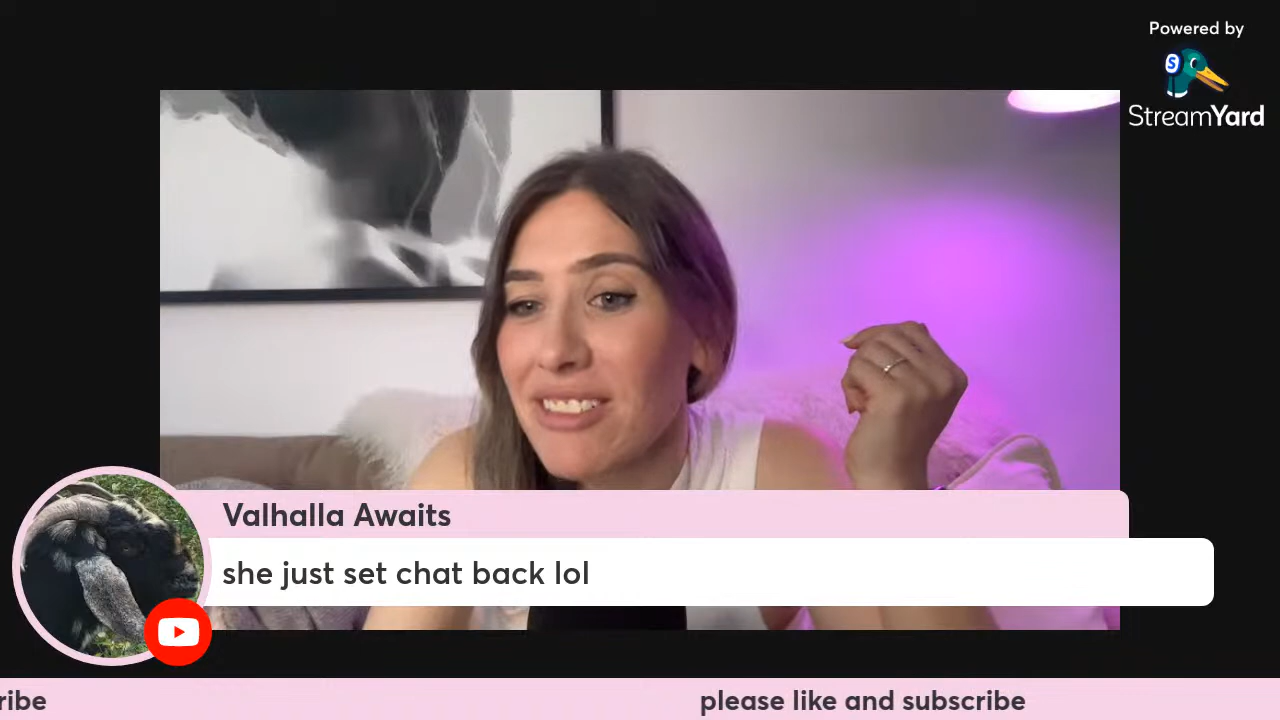 Powered by
S
StreamYard
Valhalla Awaits
she just set chat back lol
ribe
please like and subscribe